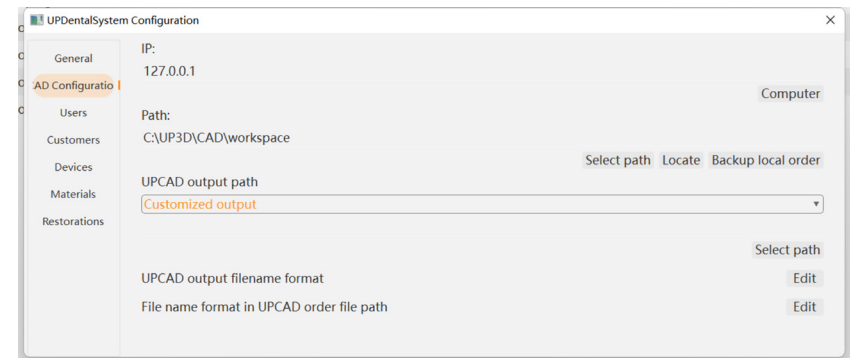 UPDentalSystem Configuration
General
AD Configuratio
Users
Customers
Devices
Materials
Restorations
IP:
127.0.0.1
Computer
Path:
C:\UP3D\CAD\workspace
Select path Locate Backup local order
UPCAD output path
Customized output
Select path
UPCAD output filename format Edit
File name format in UPCAD order file path Edit